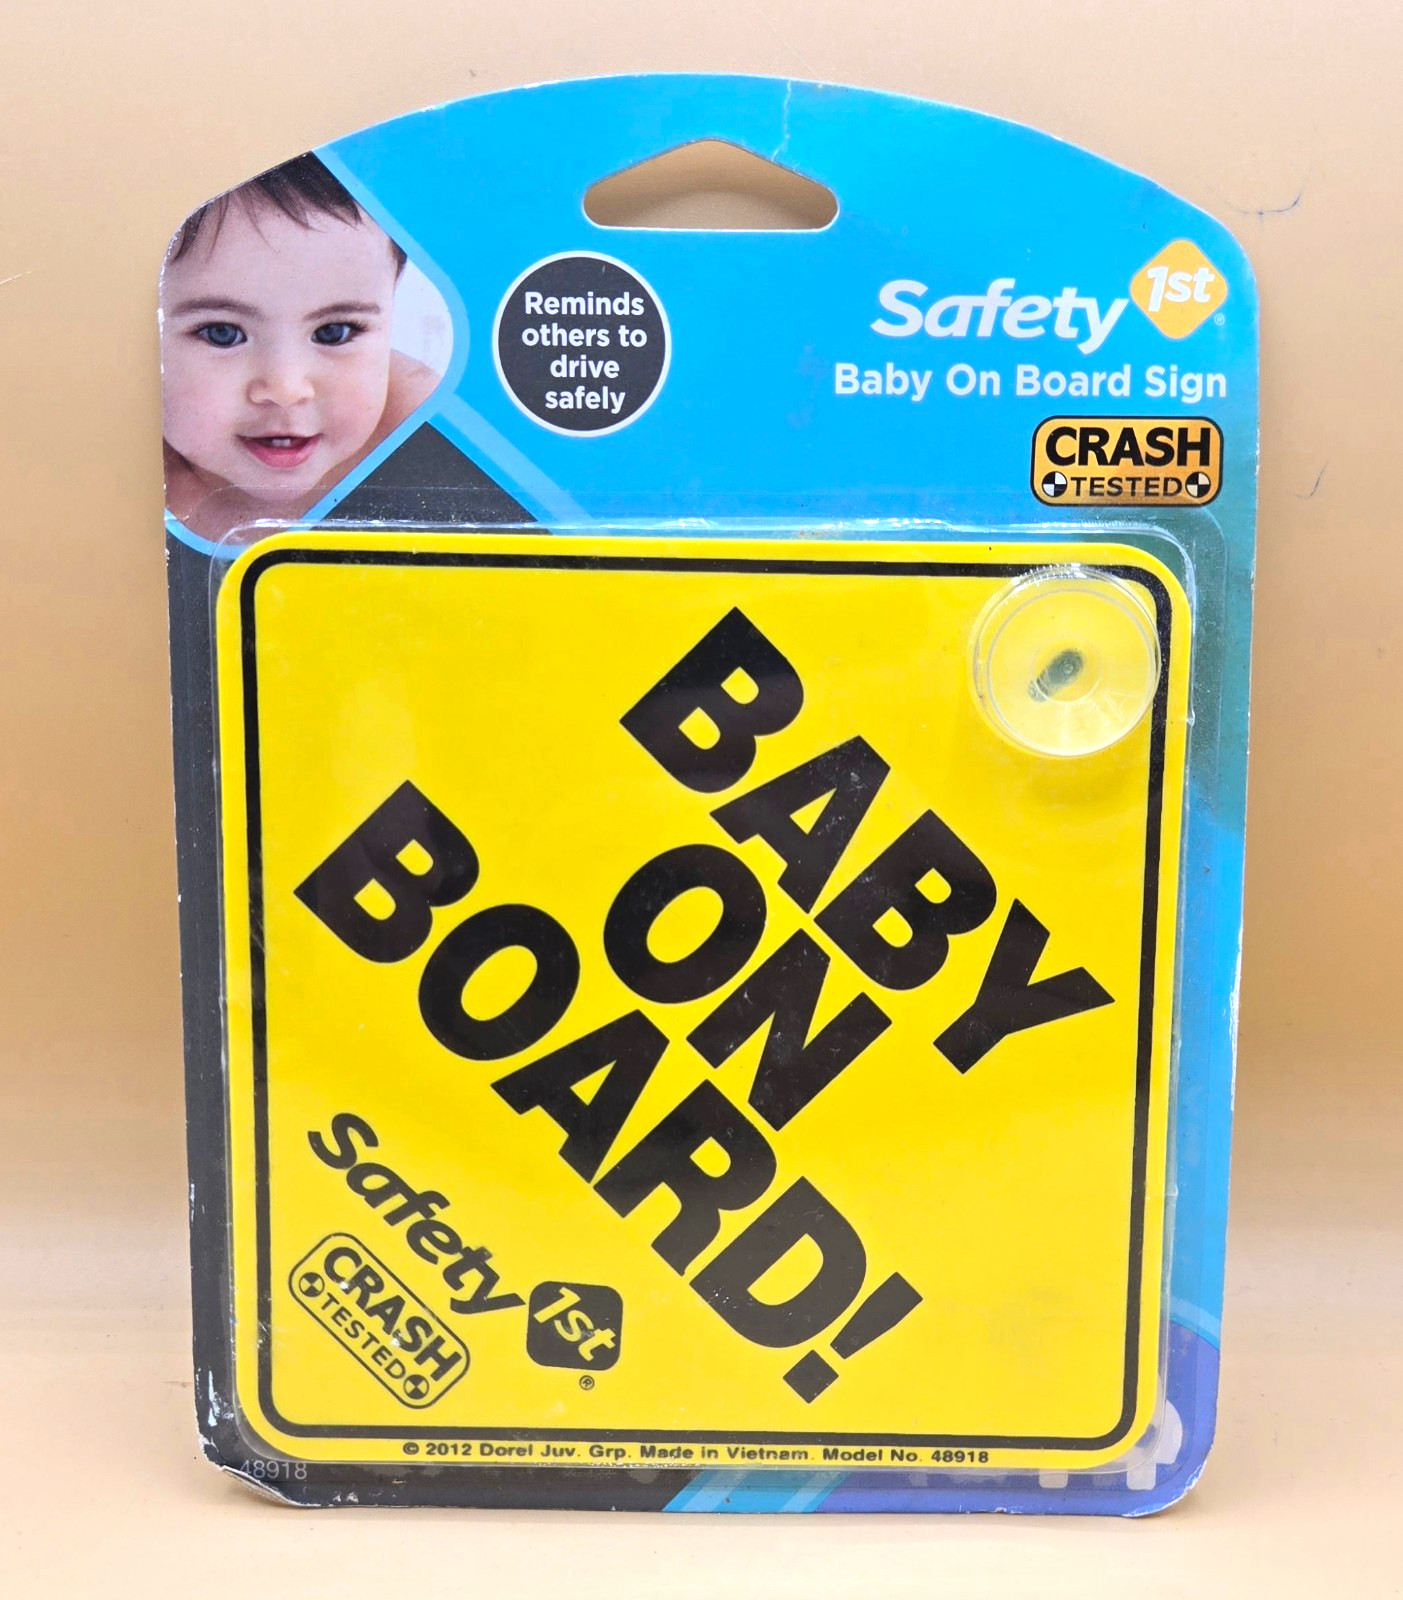 Reminds
others to
drive
safely
Safety 1st®
Baby On Board Sign
CRASH
TESTED
BABY
ON
BOARD!
Safety 1st®
CRASH
TESTED
© 2012 Dorel Juv. Grp. Made in Vietnam. Model No. 48918
48918